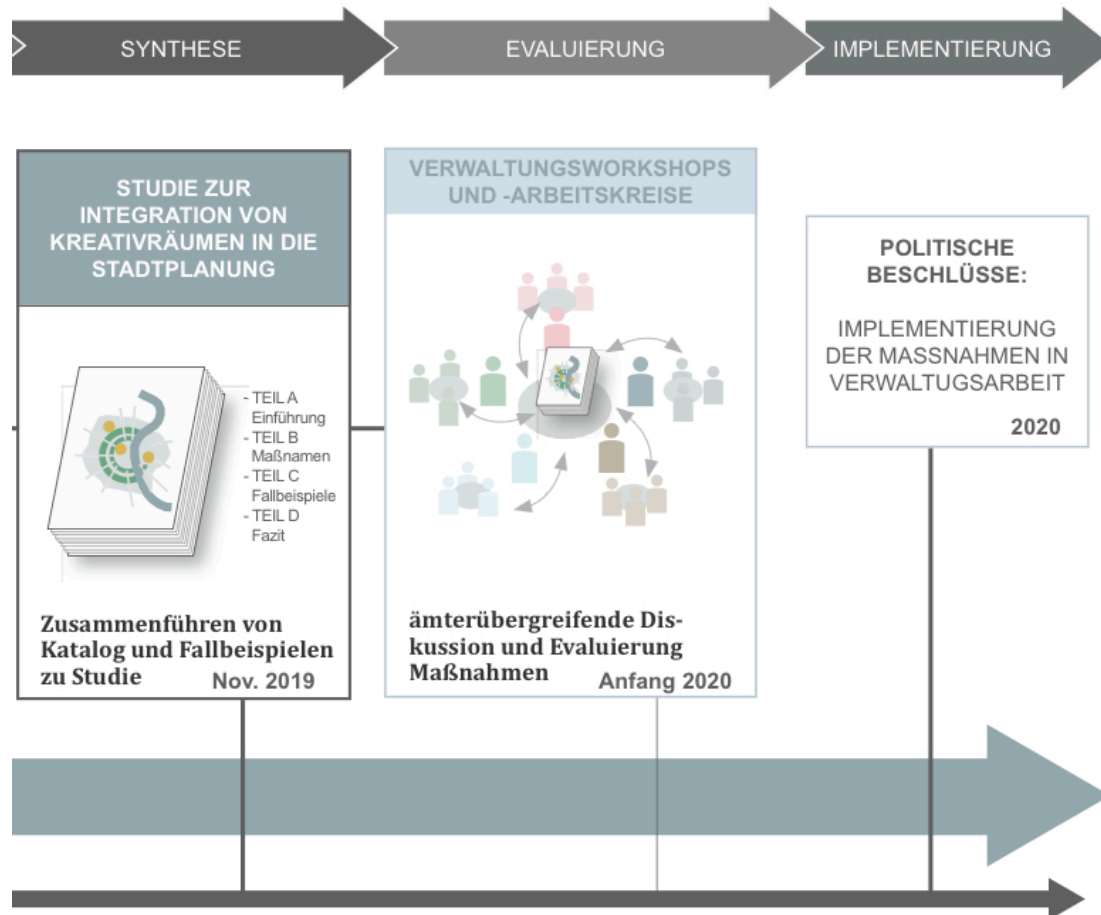 SYNTHESE
EVALUIERUNG
IMPLEMENTIERUNG
STUDIE ZUR
INTEGRATION VON
KREATIVRÄUMEN IN DIE
STADTPLANUNG
- TEIL A
Einführung
- TEIL B
Maßnamen
- TEIL C
Fallbeispiele
- TEIL D
Fazit
Zusammenführen von
Katalog und Fallbeispielen
zu Studie
Nov. 2019
VERWALTUNGSWORKSHOPS
UND -ARBEITSKREISE
ämterübergreifende Dis-
kussion und Evaluierung
Maßnahmen
Anfang 2020
POLITISCHE
BESCHLÜSSE:
IMPLEMENTIERUNG
DER MASSNAHMEN IN
VERWALTUGSARBEIT
2020